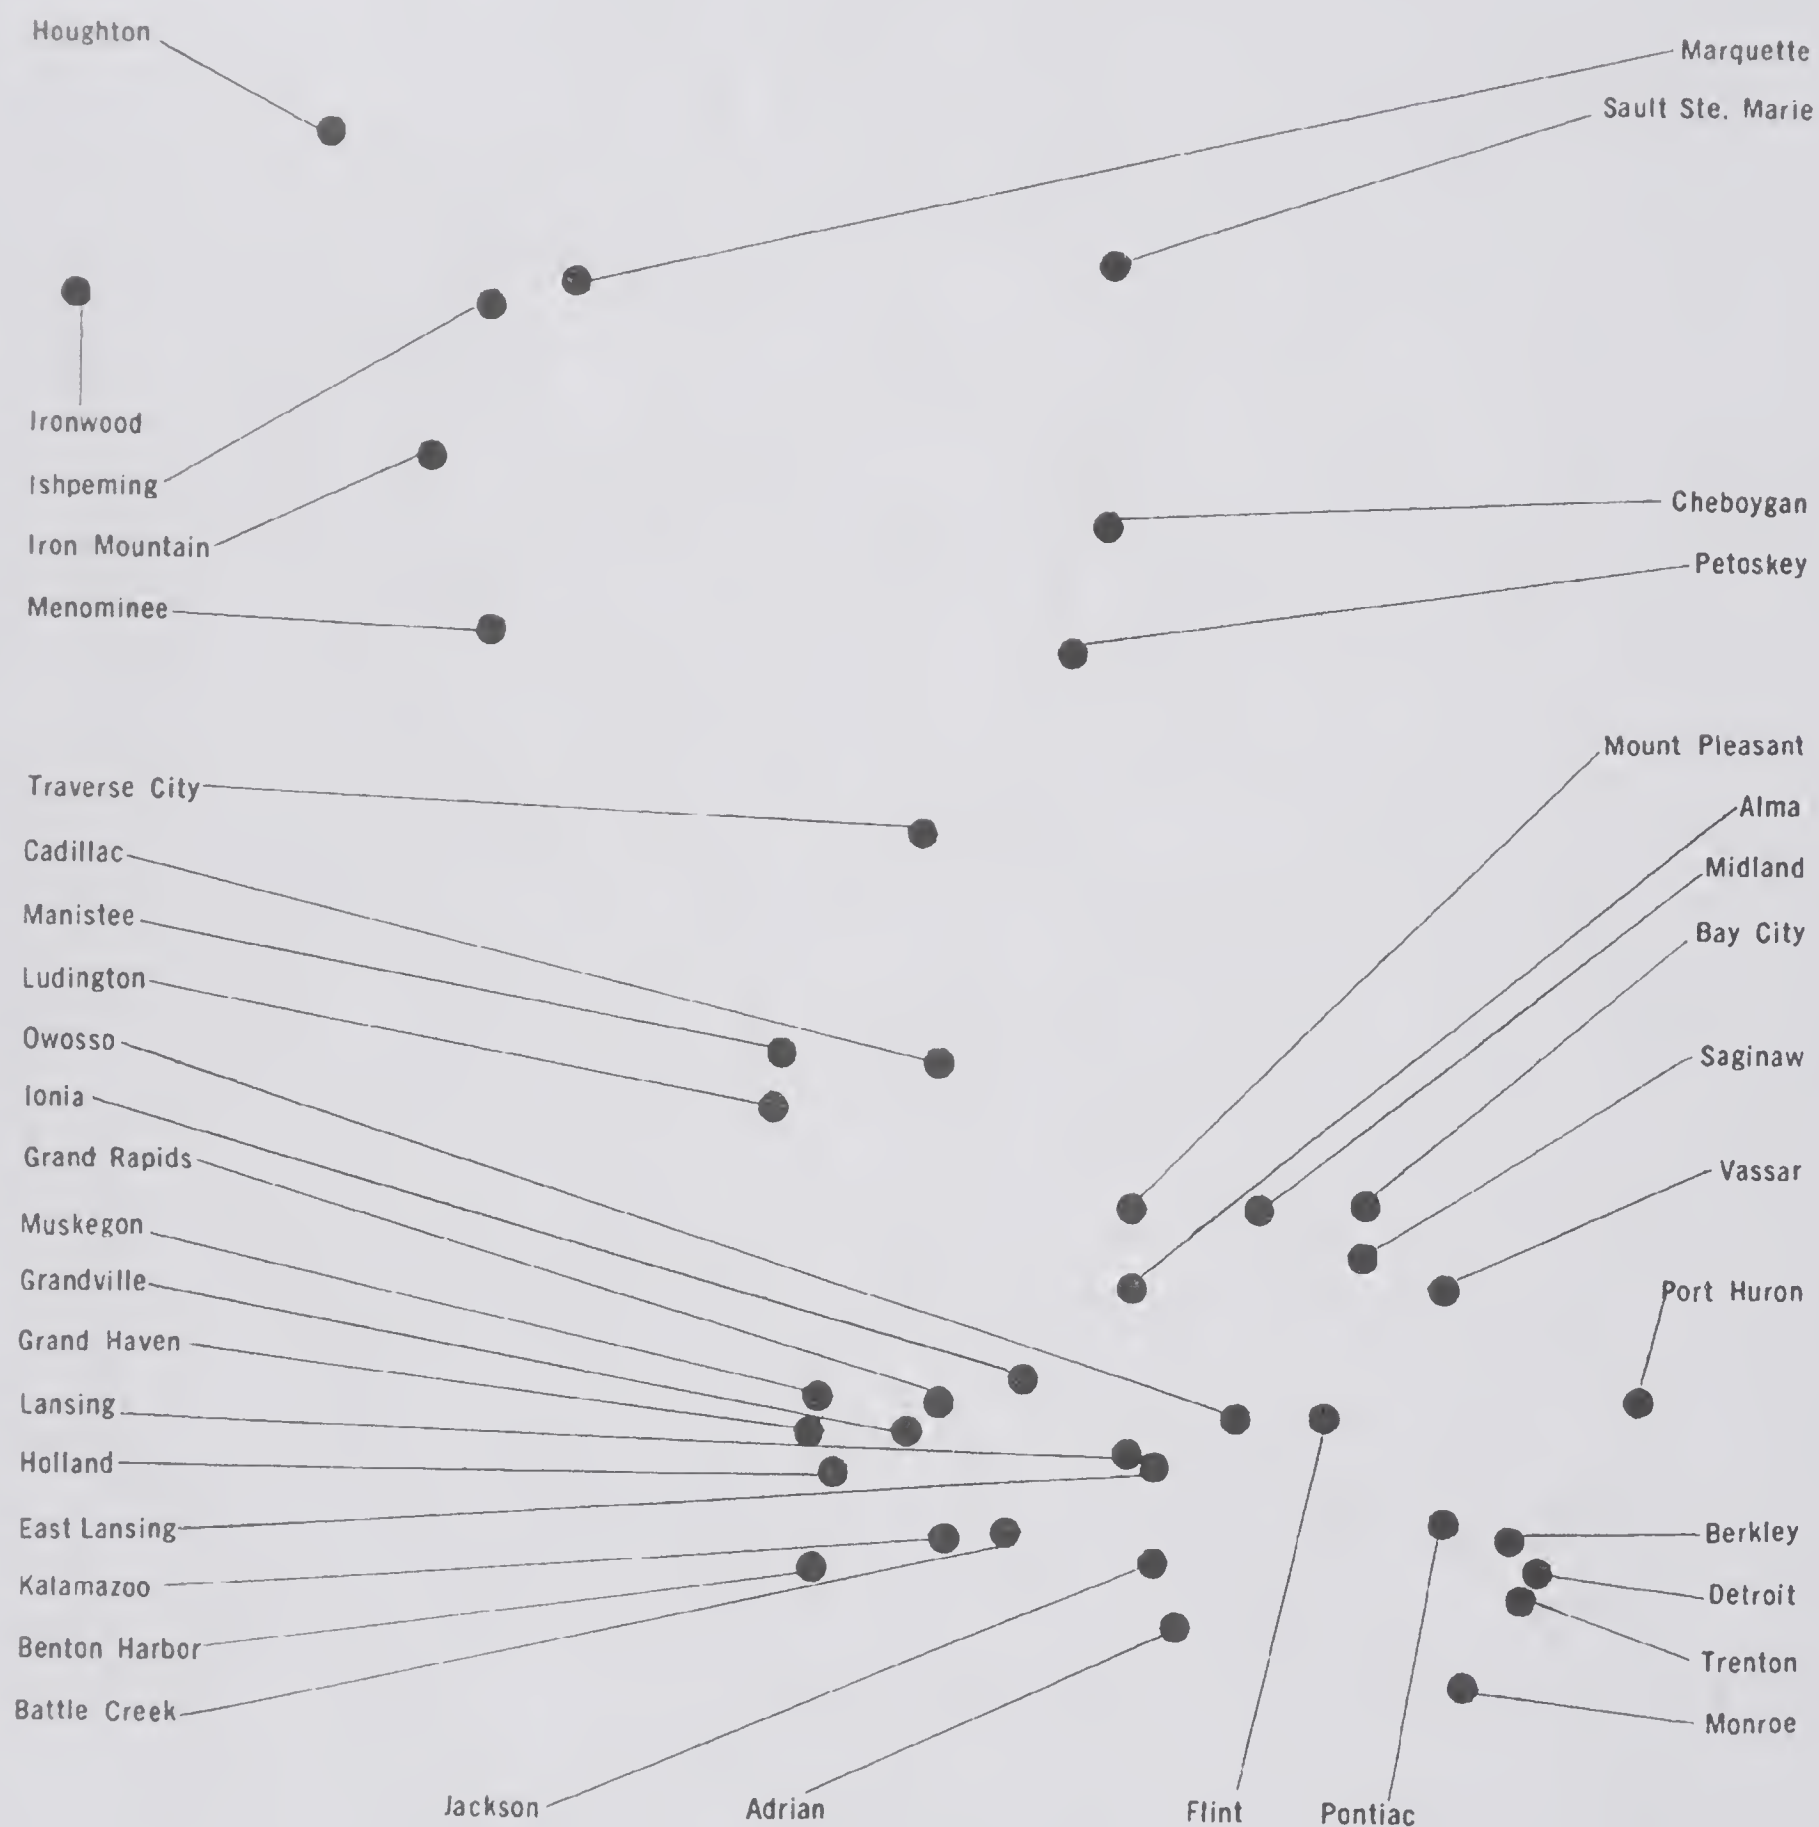 Houghton
Marquette
Sault Ste. Marie
Ironwood
Ishpeming
Iron Mountain
Menominee
Cheboygan
Petoskey
Traverse City
Cadillac
Manistee
Ludington
Owosso
Ionia
Grand Rapids
Muskegon
Grandville
Grand Haven
Lansing
Holland
East Lansing
Kalamazoo
Benton Harbor
Battle Creek
Mount Pleasant
Alma
Midland
Bay City
Saginaw
Vassar
Port Huron
Berkley
Detroit
Trenton
Monroe
Jackson
Adrian
Flint
Pontiac